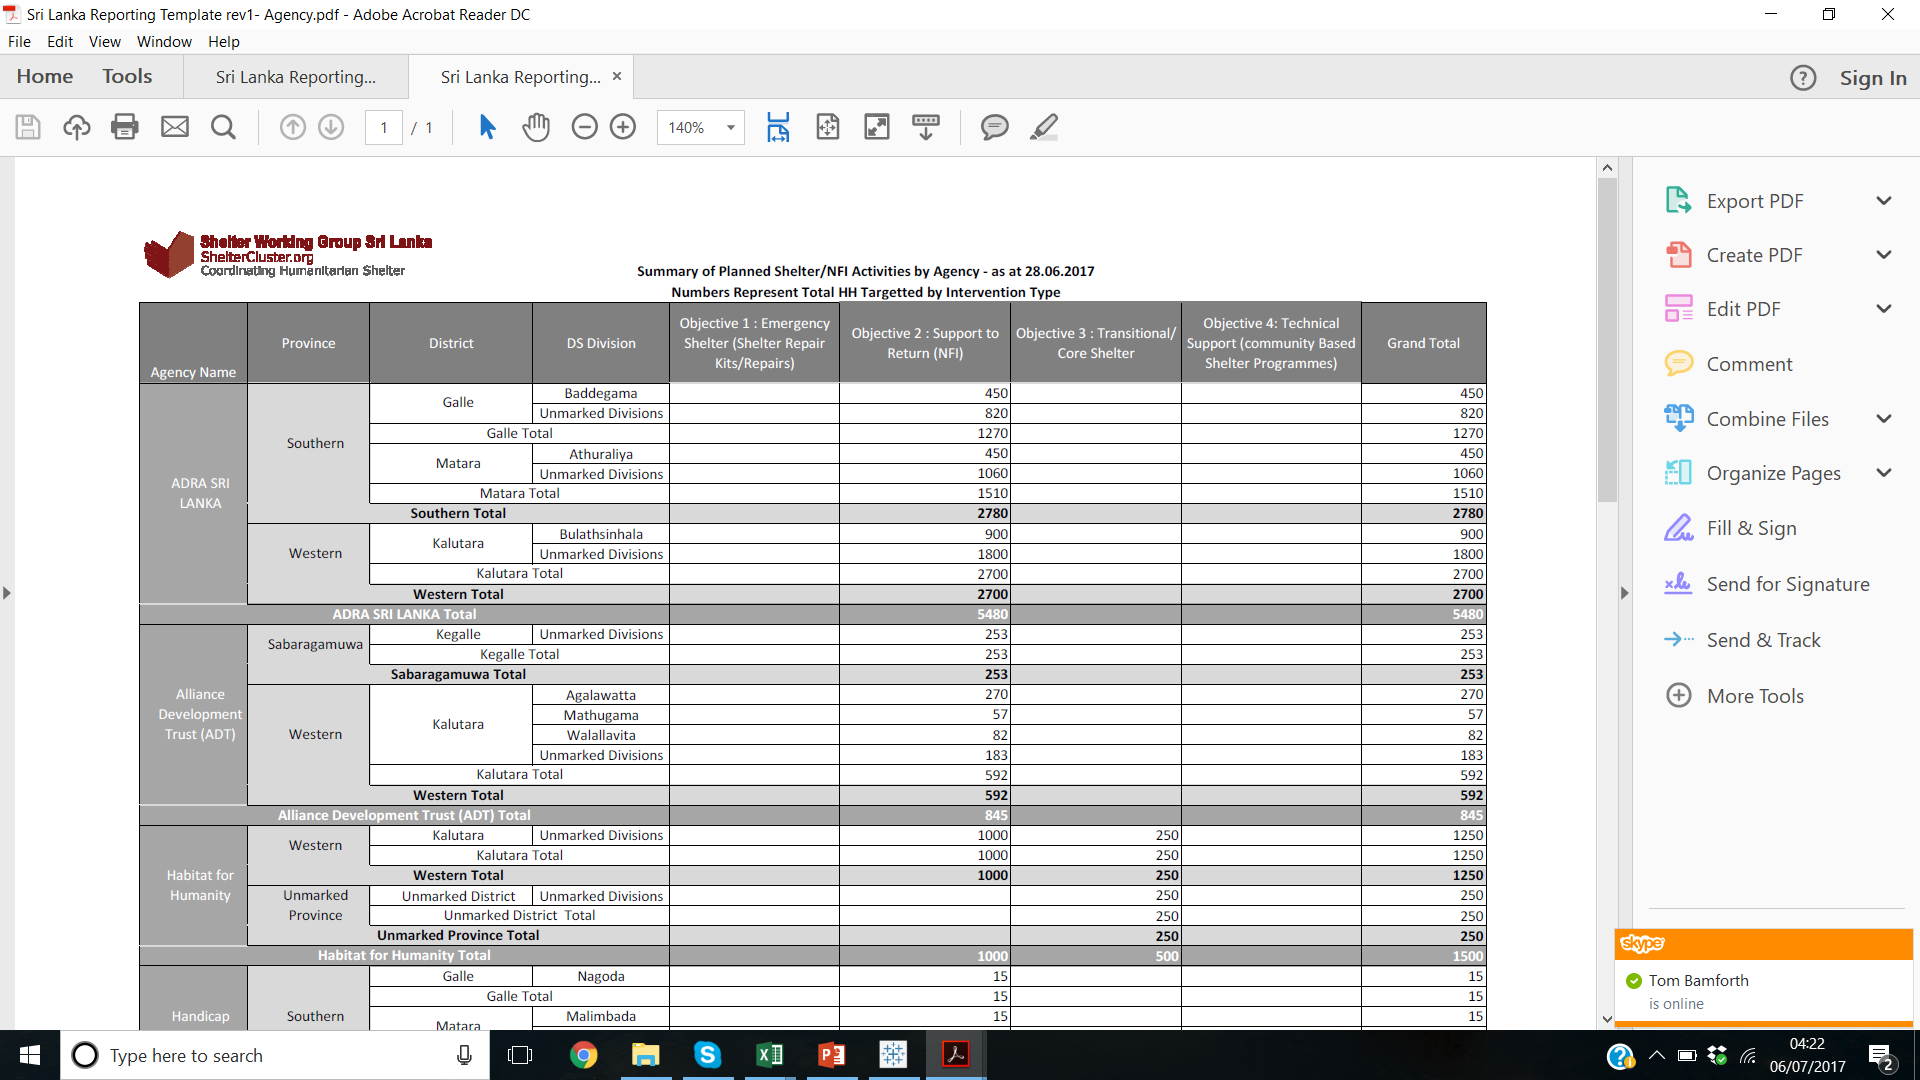 Sri Lanka Reporting Template rev1- Agency.pdf - Adobe Acrobat Reader DC
File Edit View Window Help
Home Tools Sri Lanka Reporting... Sri Lanka Reporting... × ? Sign In
1 / 1 140%
Shelter Working Group Sri Lanka
ShelterCluster.org
Coordinating Humanitarian Shelter
Summary of Planned Shelter/NFI Activities by Agency - as at 28.06.2017
Numbers Represent Total HH Targetted by Intervention Type
Agency Name
Province
District
DS Division
Objective 1 : Emergency
Shelter (Shelter Repair
Kits/Repairs)
Objective 2 : Support to
Return (NFI)
Objective 3 : Transitional/
Core Shelter
Objective 4: Technical
Support (community Based
Shelter Programmes)
Grand Total
ADRA SRI
LANKA
Southern
Galle
Baddegama 450 450
Unmarked Divisions 820 820
Galle Total 1270 1270
Matara
Athuraliya 450 450
Unmarked Divisions 1060 1060
Matara Total 1510 1510
Southern Total 2780 2780
Western
Kalutara
Bulathsinhala 900 900
Unmarked Divisions 1800 1800
Kalutara Total 2700 2700
Western Total 2700 2700
ADRA SRI LANKA Total 5480 5480
Alliance
Development
Trust (ADT)
Sabaragamuwa
Kegalle Unmarked Divisions 253 253
Kegalle Total 253 253
Sabaragamuwa Total 253 253
Western
Kalutara
Agalawatta 270 270
Mathugama 57 57
Walallavita 82 82
Unmarked Divisions 183 183
Kalutara Total 592 592
Western Total 592 592
Alliance Development Trust (ADT) Total 845 845
Habitat for
Humanity
Western
Kalutara Unmarked Divisions 1000 250 1250
Kalutara Total 1000 250 1250
Western Total 1000 250 1250
Unmarked
Province
Unmarked District Unmarked Divisions 250 250
Unmarked District Total 250 250
Unmarked Province Total 250 250
Habitat for Humanity Total 1000 500 1500
Handicap
Southern
Galle Nagoda 15 15
Galle Total 15 15
Matara
Malimbada 15 15
Export PDF
Create PDF
Edit PDF
Comment
Combine Files
Organize Pages
Fill & Sign
Send for Signature
Send & Track
More Tools
skype
Tom Bamforth
is online
Type here to search
04:22
06/07/2017
2